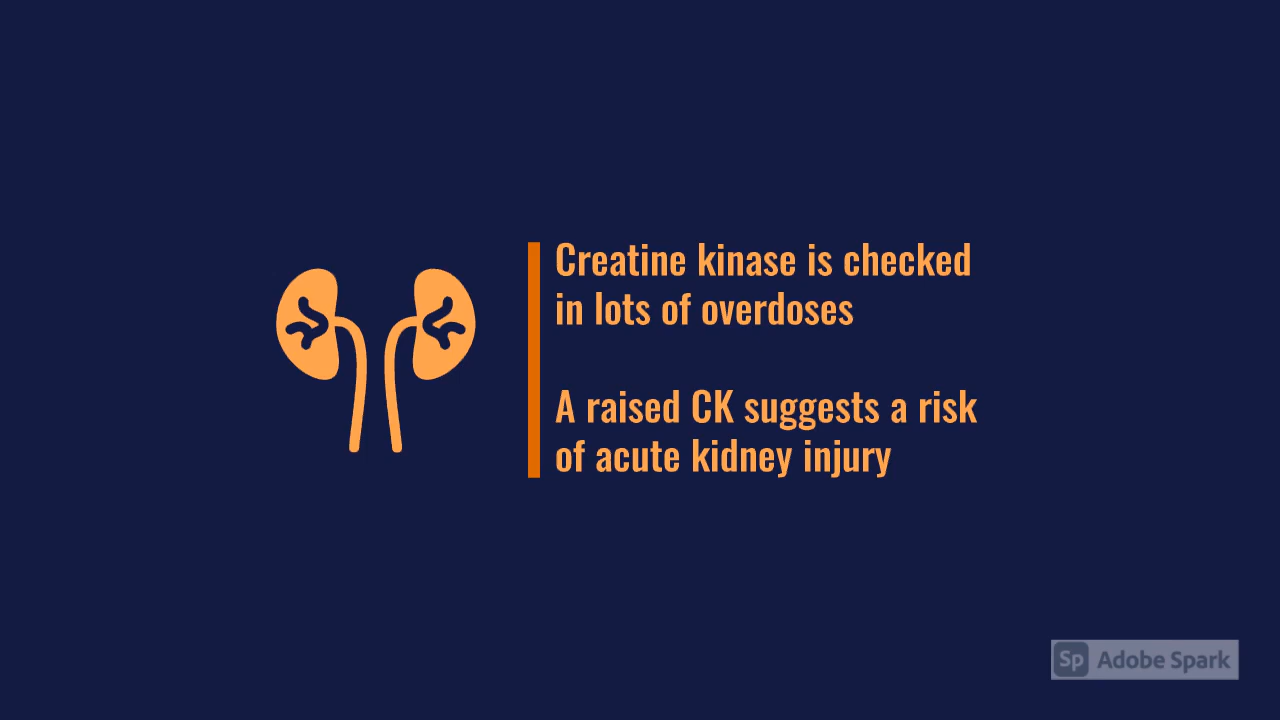 Creatine kinase is checked
in lots of overdoses
A raised CK suggests a risk
of acute kidney injury
Sp Adobe Spark